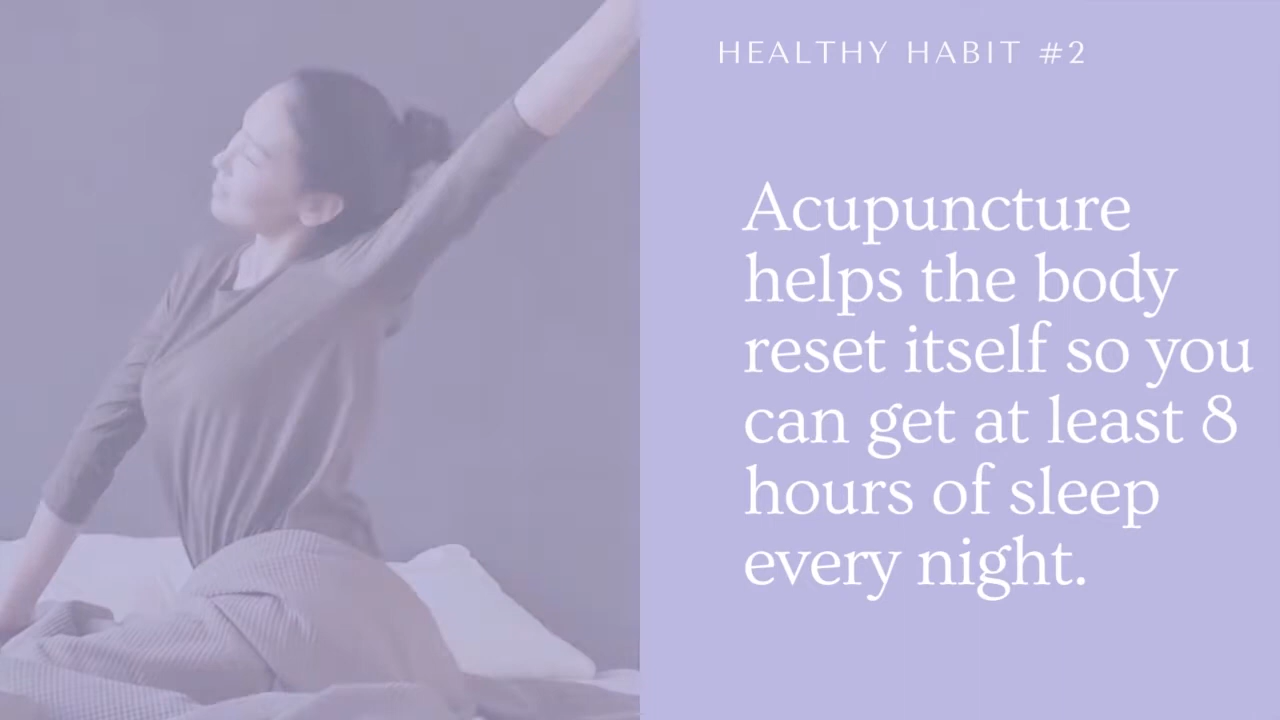 HEALTHY HABIT #2
Acupuncture
helps the body
reset itself so you
can get at least 8
hours of sleep
every night.